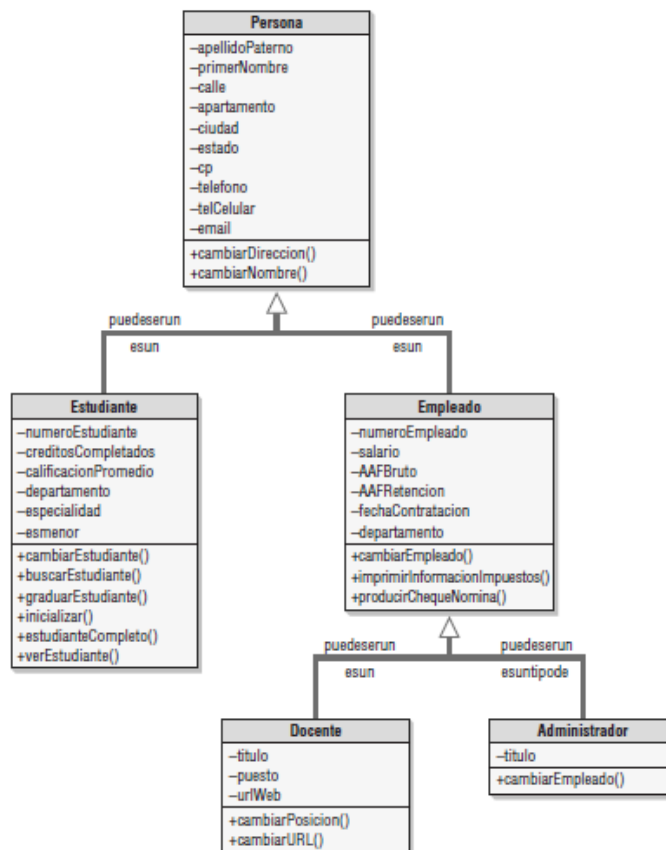 Persona
–apellidoPaterno
–primerNombre
–calle
–apartamento
–ciudad
–estado
–cp
–telefono
–telCelular
–email
+cambiarDireccion()
+cambiarNombre()
puedeserun
puedeserun
esun
esun
Estudiante
–numeroEstudiante
–creditosCompletados
–calificacionPromedio
–departamento
–especialidad
–esmenor
+cambiarEstudiante()
+buscarEstudiante()
+graduarEstudiante()
+inicializar()
+estudianteCompleto()
+verEstudiante()
Empleado
–numeroEmpleado
–salario
–AAFBruto
–AAFRetencion
–fechaContratacion
–departamento
+cambiarEmpleado()
+imprimirInformacionImpuestos()
+producirChequeNomina()
puedeserun
puedeserun
esun
esuntipode
Docente
–titulo
–puesto
–urlWeb
+cambiarPosicion()
+cambiarURL()
Administrador
–titulo
+cambiarEmpleado()